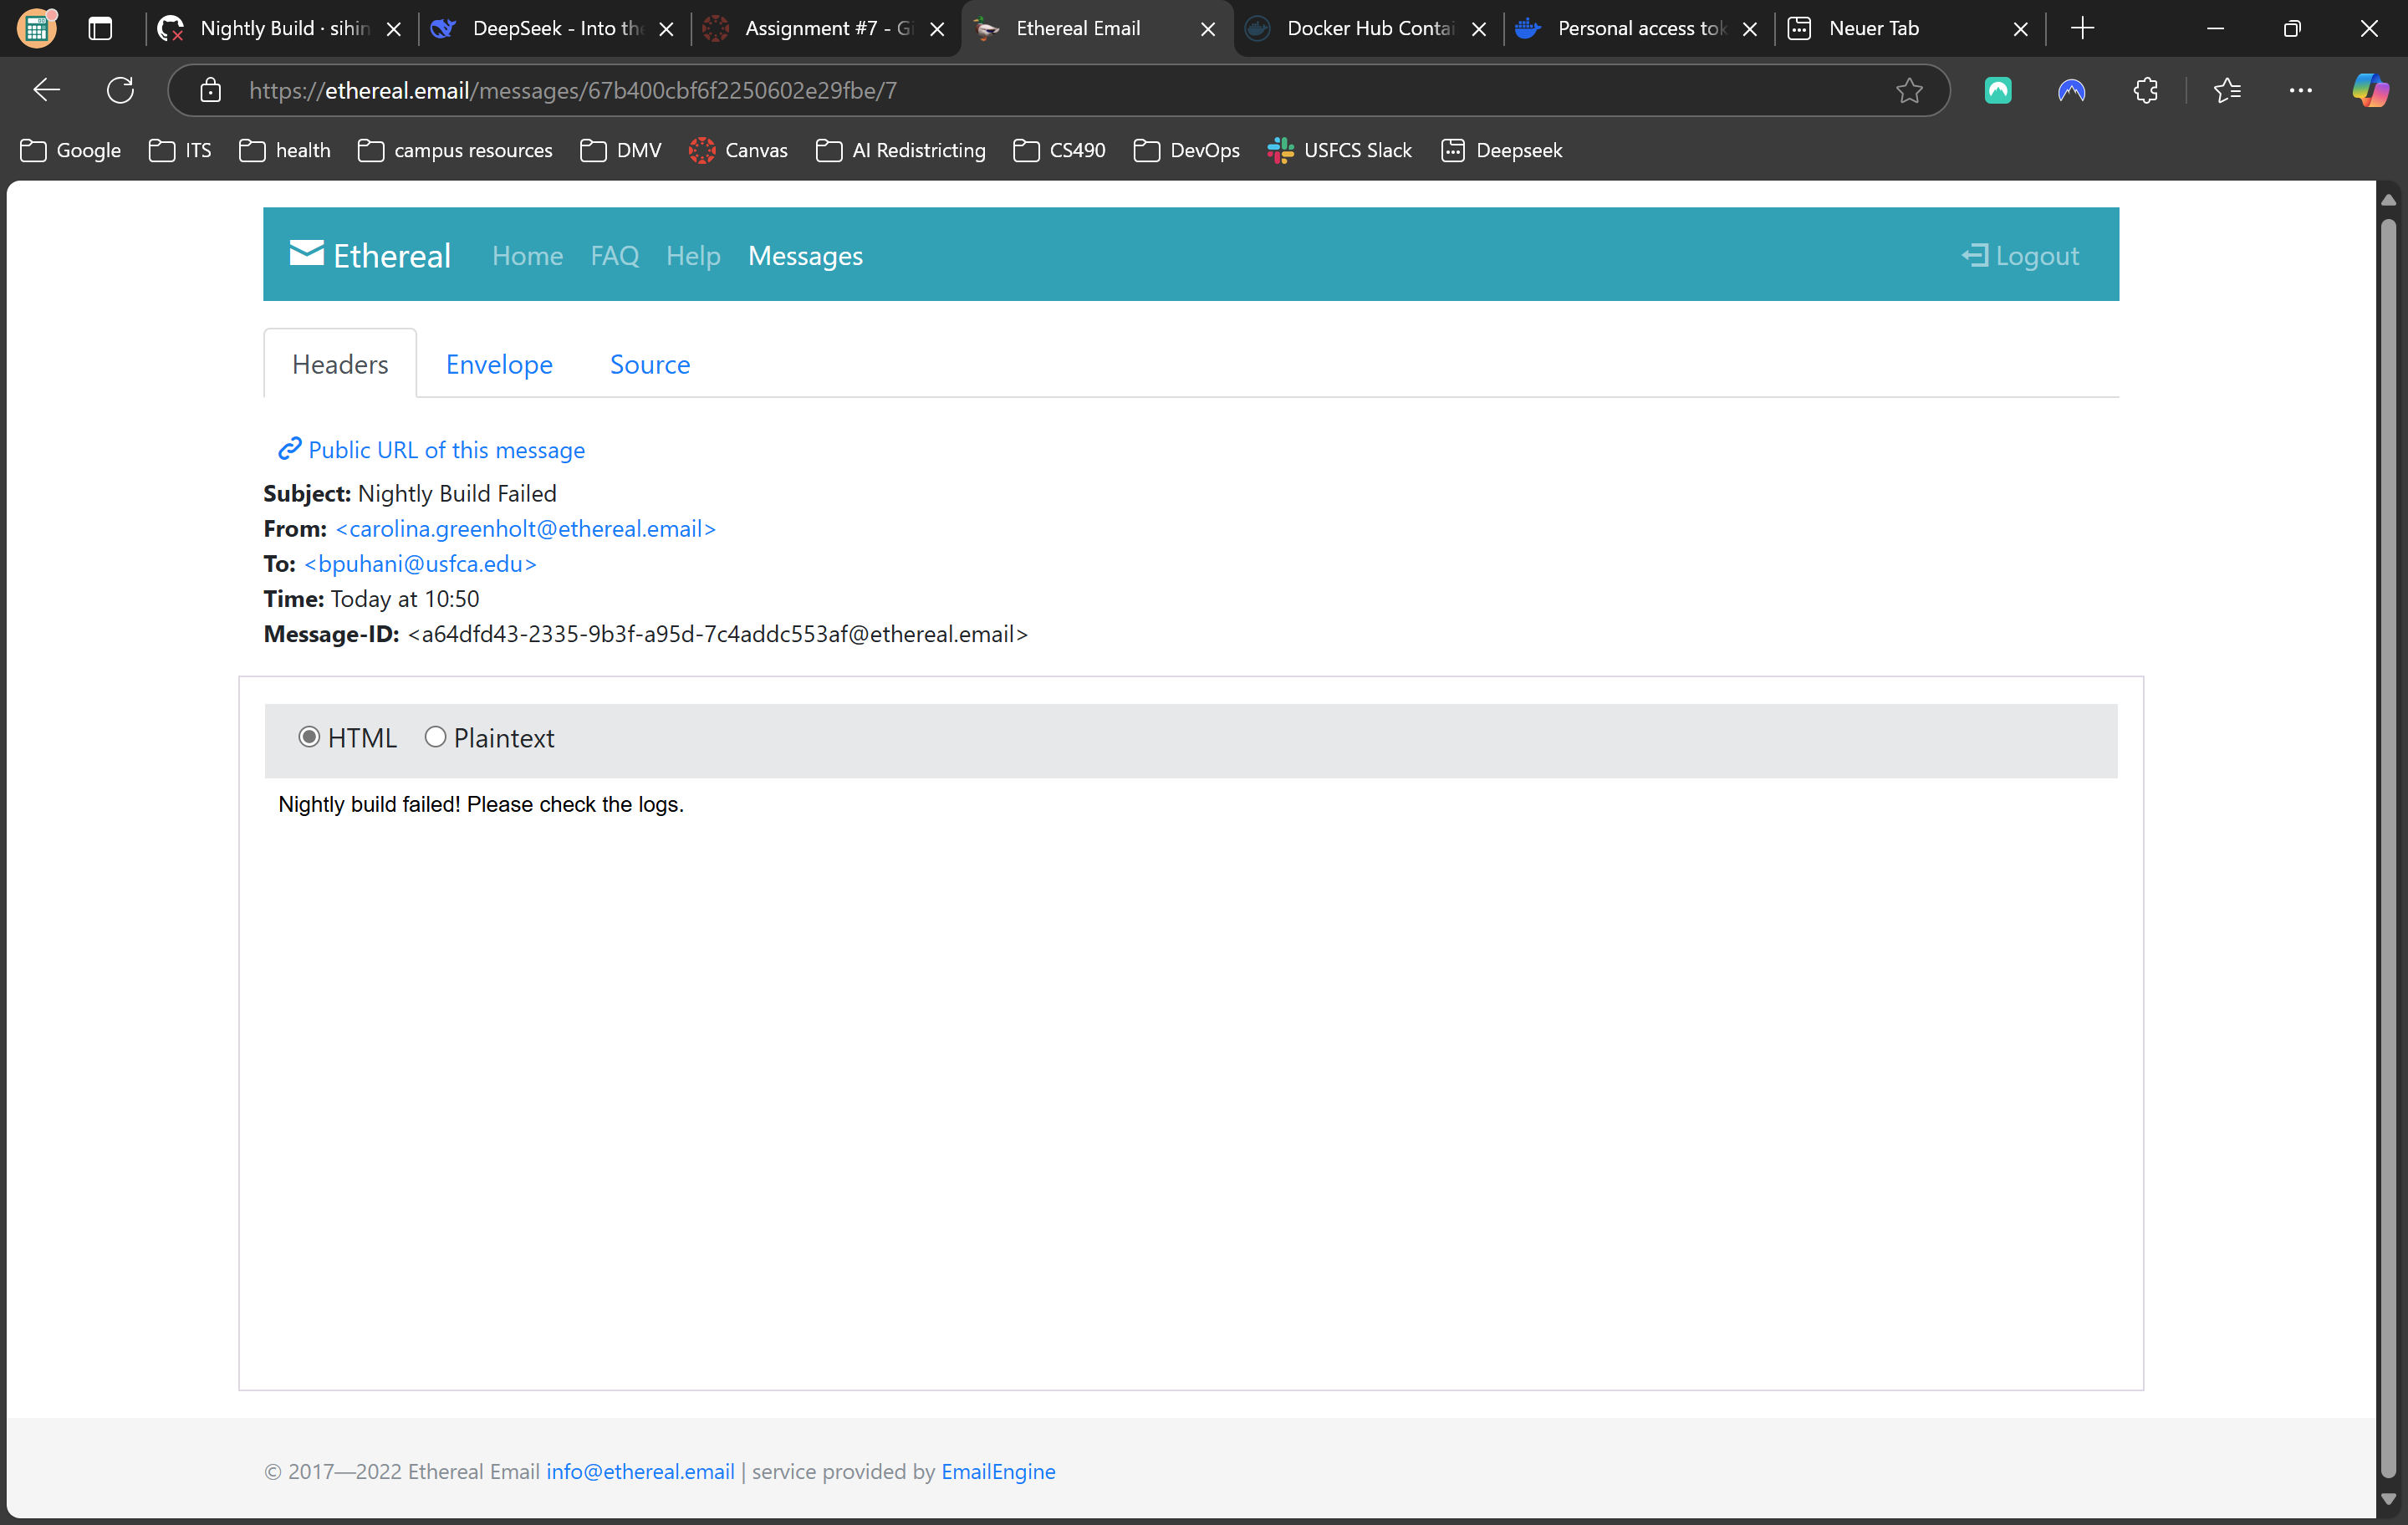 Nightly Build · sihin
DeepSeek - Into the
Assignment #7 - Gi
Ethereal Email
Docker Hub Contai
Personal access tok
Neuer Tab
https://ethereal.email/messages/67b400cbf6f2250602e29fbe/7
Google
ITS
health
campus resources
DMV
Canvas
AI Redistricting
CS490
DevOps
USFCS Slack
Deepseek
Ethereal Home FAQ Help Messages Logout
Headers Envelope Source
Public URL of this message
Subject: Nightly Build Failed
From: <carolina.greenholt@ethereal.email>
To: <bpuhani@usfca.edu>
Time: Today at 10:50
Message-ID: <a64dfd43-2335-9b3f-a95d-7c4addc553af@ethereal.email>
HTML Plaintext
Nightly build failed! Please check the logs.
© 2017—2022 Ethereal Email info@ethereal.email | service provided by EmailEngine